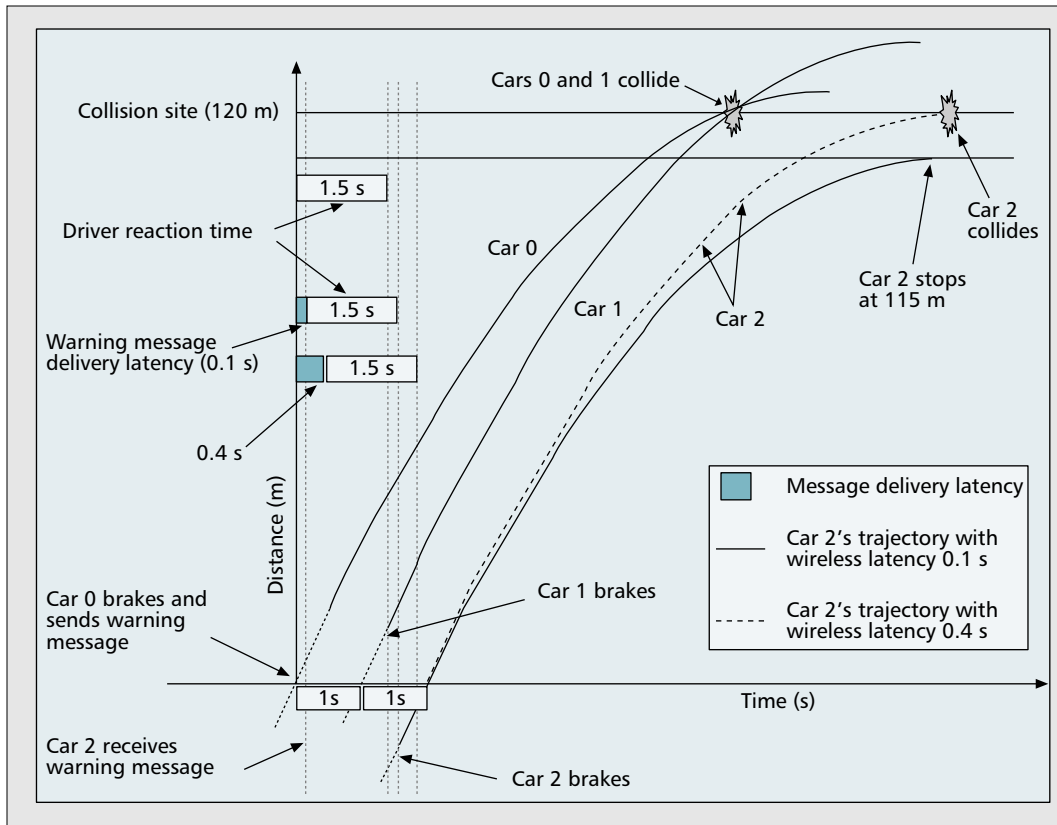 Cars 0 and 1 collide
Collision site (120 m)
1.5 s
Driver reaction time
Car 0
Car 2
collides
Car 2 stops
at 115 m
1.5 s
Car 1
Car 2
Warning message
delivery latency (0.1 s)
1.5 s
0.4 s
Distance (m)
Message delivery latency
Car 2's trajectory with
wireless latency 0.1 s
Car 2's trajectory with
wireless latency 0.4 s
Car 0 brakes and
sends warning
message
Car 1 brakes
1s
1s
Time (s)
Car 2 receives
warning message
Car 2 brakes